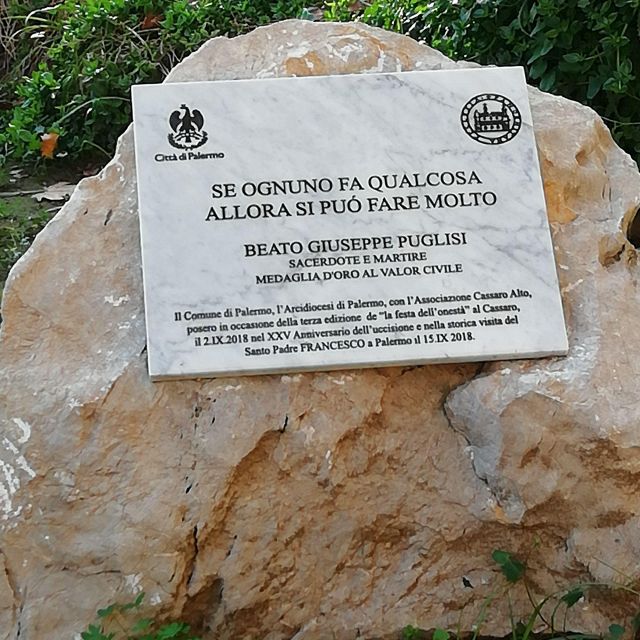 Città di Palermo
SE OGNUNO FA QUALCOSA
ALLORA SI PUÓ FARE MOLTO
BEATO GIUSEPPE PUGLISI
SACERDOTE E MARTIRE
MEDAGLIA D'ORO AL VALOR CIVILE
Il Comune di Palermo, l'Arcidiocesi di Palermo, con l'Associazione Cassaro Alto,
posero in occasione della terza edizione de "la festa dell'onestà" al Cassaro,
il 2.IX.2018 nel XXV Anniversario dell'uccisione e nella storica visita del
Santo Padre FRANCESCO a Palermo il 15.IX 2018.